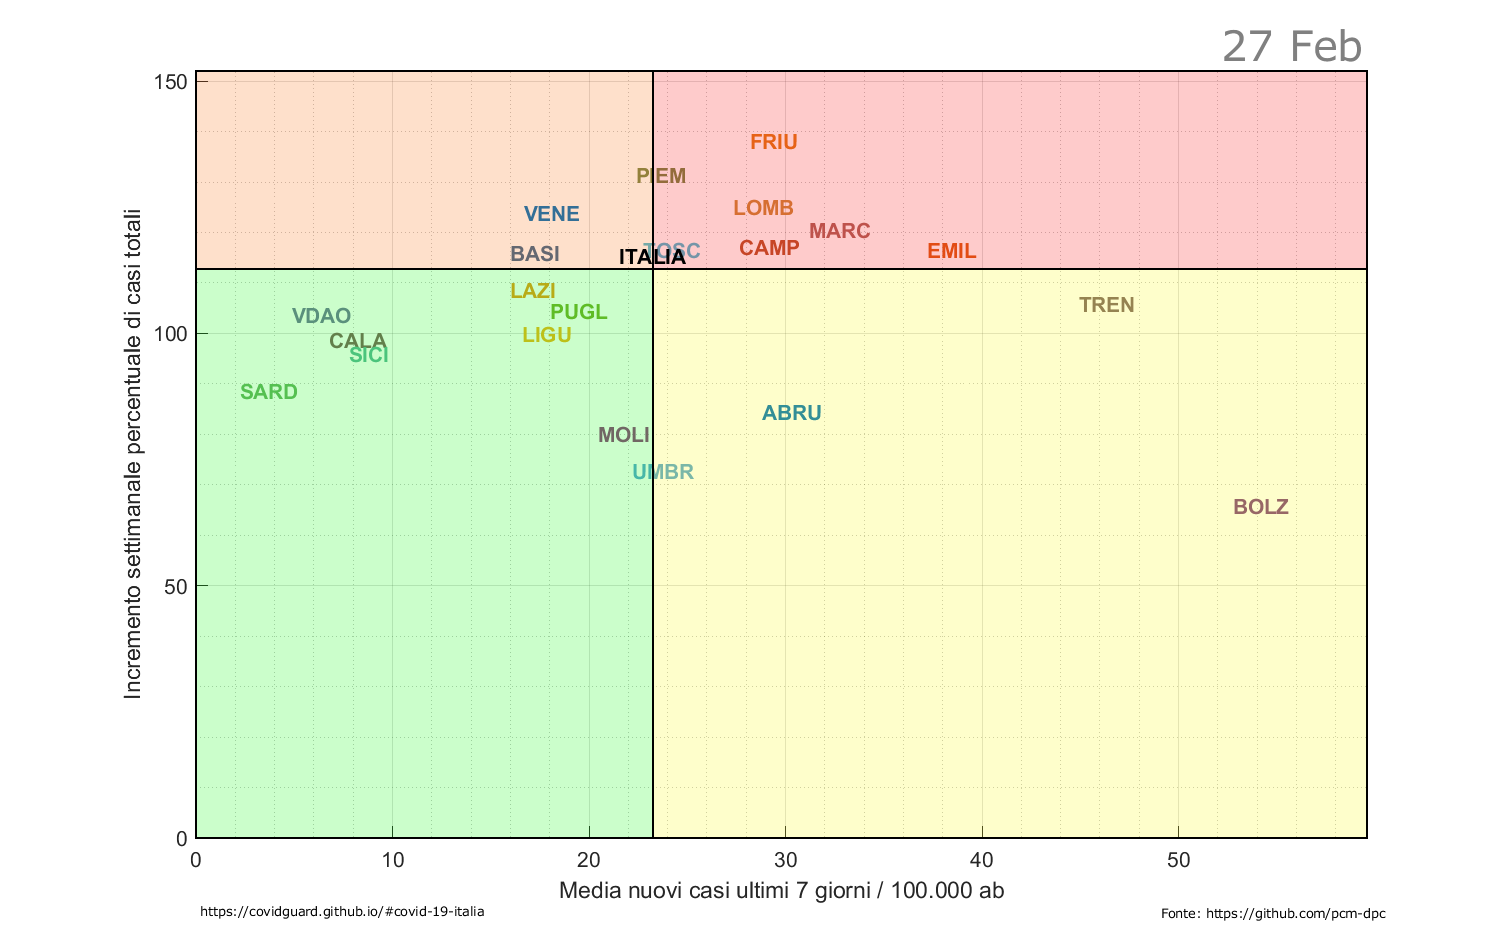 27 Feb
150
FRIU
PIEM
LOMB
VENE
MARC
CAMP
TOSC
EMIL
BASI
ITALIA
LAZI
TREN
PUGL
VDAO
100
LIGU
CALA
SICI
SARD
ABRU
MOLI
UMBR
BOLZ
50
0
Incremento settimanale percentuale di casi totali
0 10 20 30 40 50
Media nuovi casi ultimi 7 giorni / 100.000 ab
https://covidguard.github.io/#covid-19-italia
Fonte: https://github.com/pcm-dpc